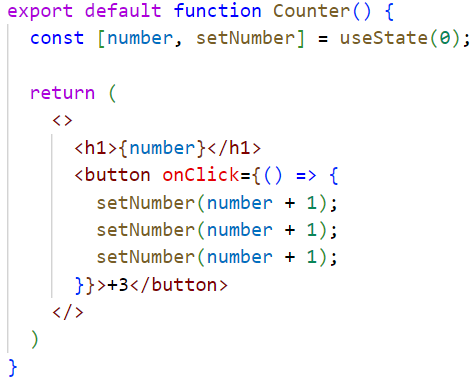 export default function Counter() {
  const [number, setNumber] = useState(0);

  return (
    <>
      <h1>{number}</h1>
      <button onClick={() => {
        setNumber(number + 1);
        setNumber(number + 1);
        setNumber(number + 1);
      }}>+3</button>
    </>
  )
}